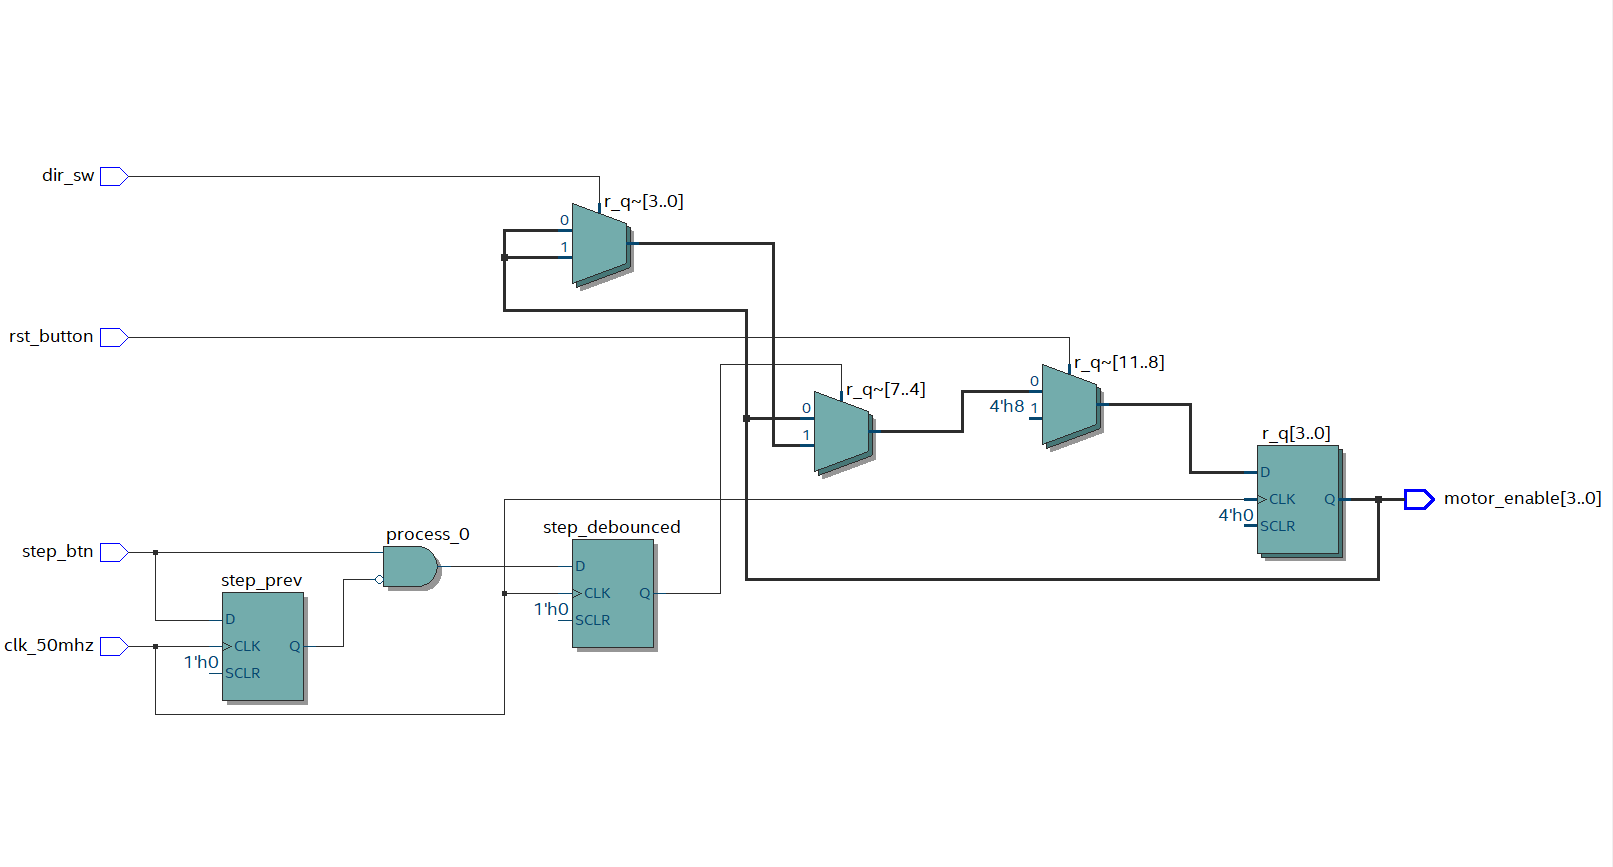 dir_sw
r_q~[3..0]
0
1
rst_button
r_q~[11..8]
0
4'h8 1
r_q~[7..4]
0
1
r_q[3..0]
D
CLK Q
4'h0 SCLR
motor_enable[3..0]
step_btn
process_0
step_debounced
D
CLK Q
1'h0 SCLR
step_prev
D
clk_50mhz
CLK Q
1'h0 SCLR